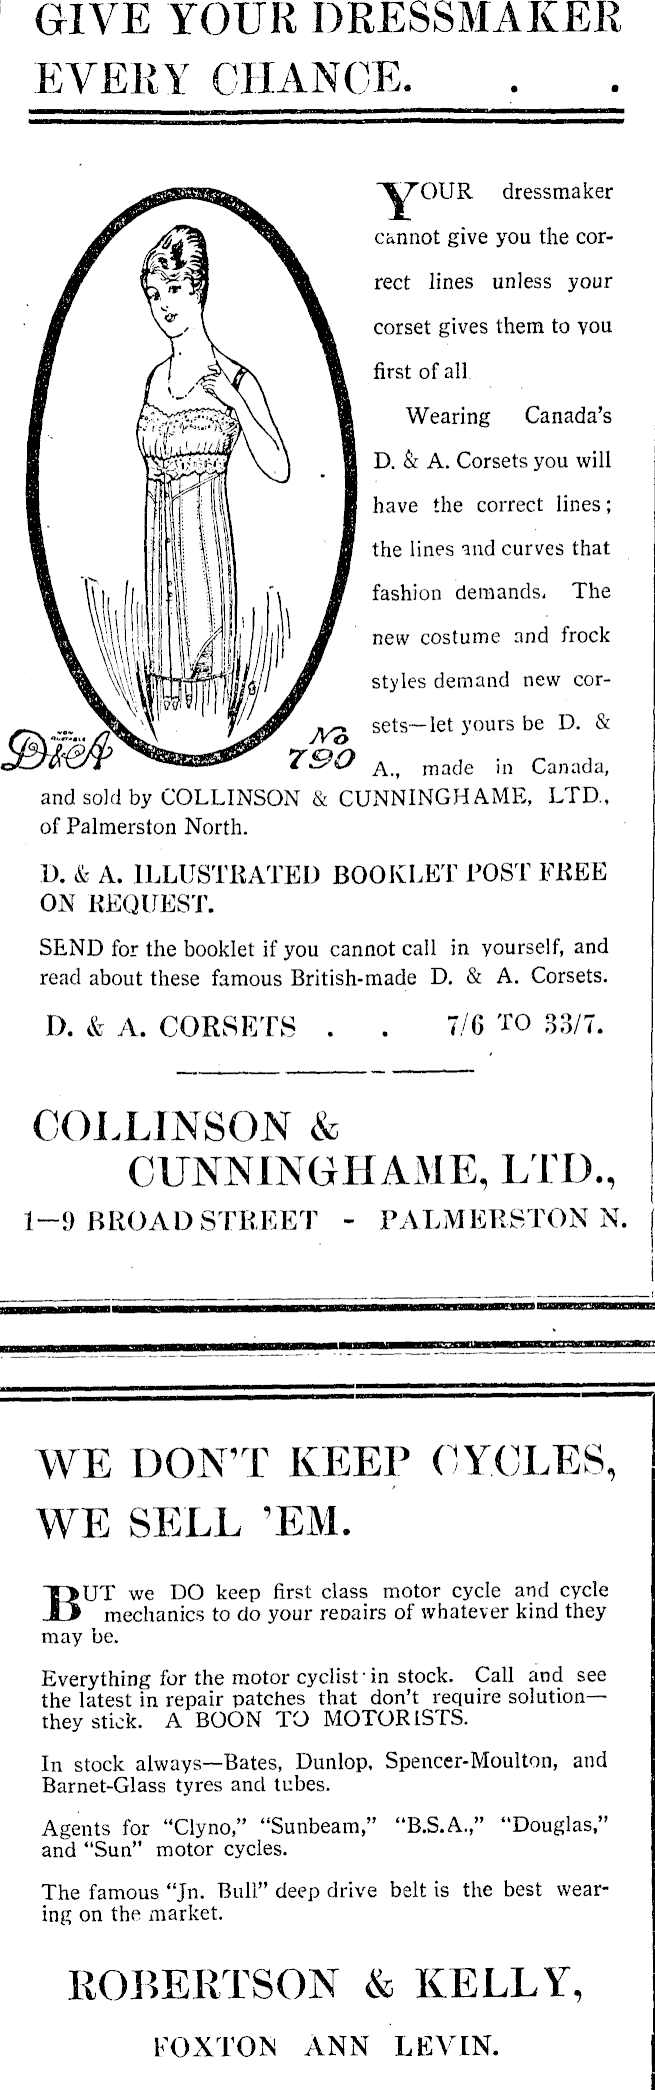 GIVE YOUR DRESSMAKER
EVERY CHANCE. . .
YOUR dressmaker
cannot give you the cor-
rect lines unless your
corset gives them to you
first of all
Wearing Canada's
D. & A. Corsets you will
have the correct lines;
the lines and curves that
fashion demands. The
new costume and frock
styles demand new cor-
sets—let yours be D. &
A., made in Canada,
D&A
No
790
and sold by COLLINSON & CUNNINGHAME, LTD.,
of Palmerston North.
D. & A. ILLUSTRATED BOOKLET POST FREE
ON REQUEST.
SEND for the booklet if you cannot call in yourself, and
read about these famous British-made D. & A. Corsets.
D. & A. CORSETS . . 7/6 TO 33/7.
COLLINSON &
CUNNINGHAME, LTD.,
1—9 BROAD STREET - PALMERSTON N.
WE DON'T KEEP CYCLES,
WE SELL 'EM.
BUT we DO keep first class motor cycle and cycle
mechanics to do your repairs of whatever kind they
may be.
Everything for the motor cyclist in stock. Call and see
the latest in repair patches that don't require solution—
they stick. A BOON TO MOTORISTS.
In stock always—Bates, Dunlop, Spencer-Moulton, and
Barnet-Glass tyres and tubes.
Agents for "Clyno," "Sunbeam," "B.S.A.," "Douglas,"
and "Sun" motor cycles.
The famous "Jn. Bull" deep drive belt is the best wear-
ing on the market.
ROBERTSON & KELLY,
FOXTON ANN LEVIN.